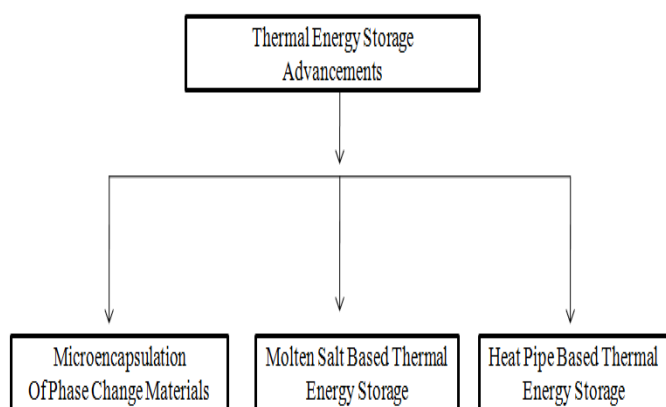 Thermal Energy Storage
Advancements
Microencapsulation
Of Phase Change Materials
Molten Salt Based Thermal
Energy Storage
Heat Pipe Based Thermal
Energy Storage